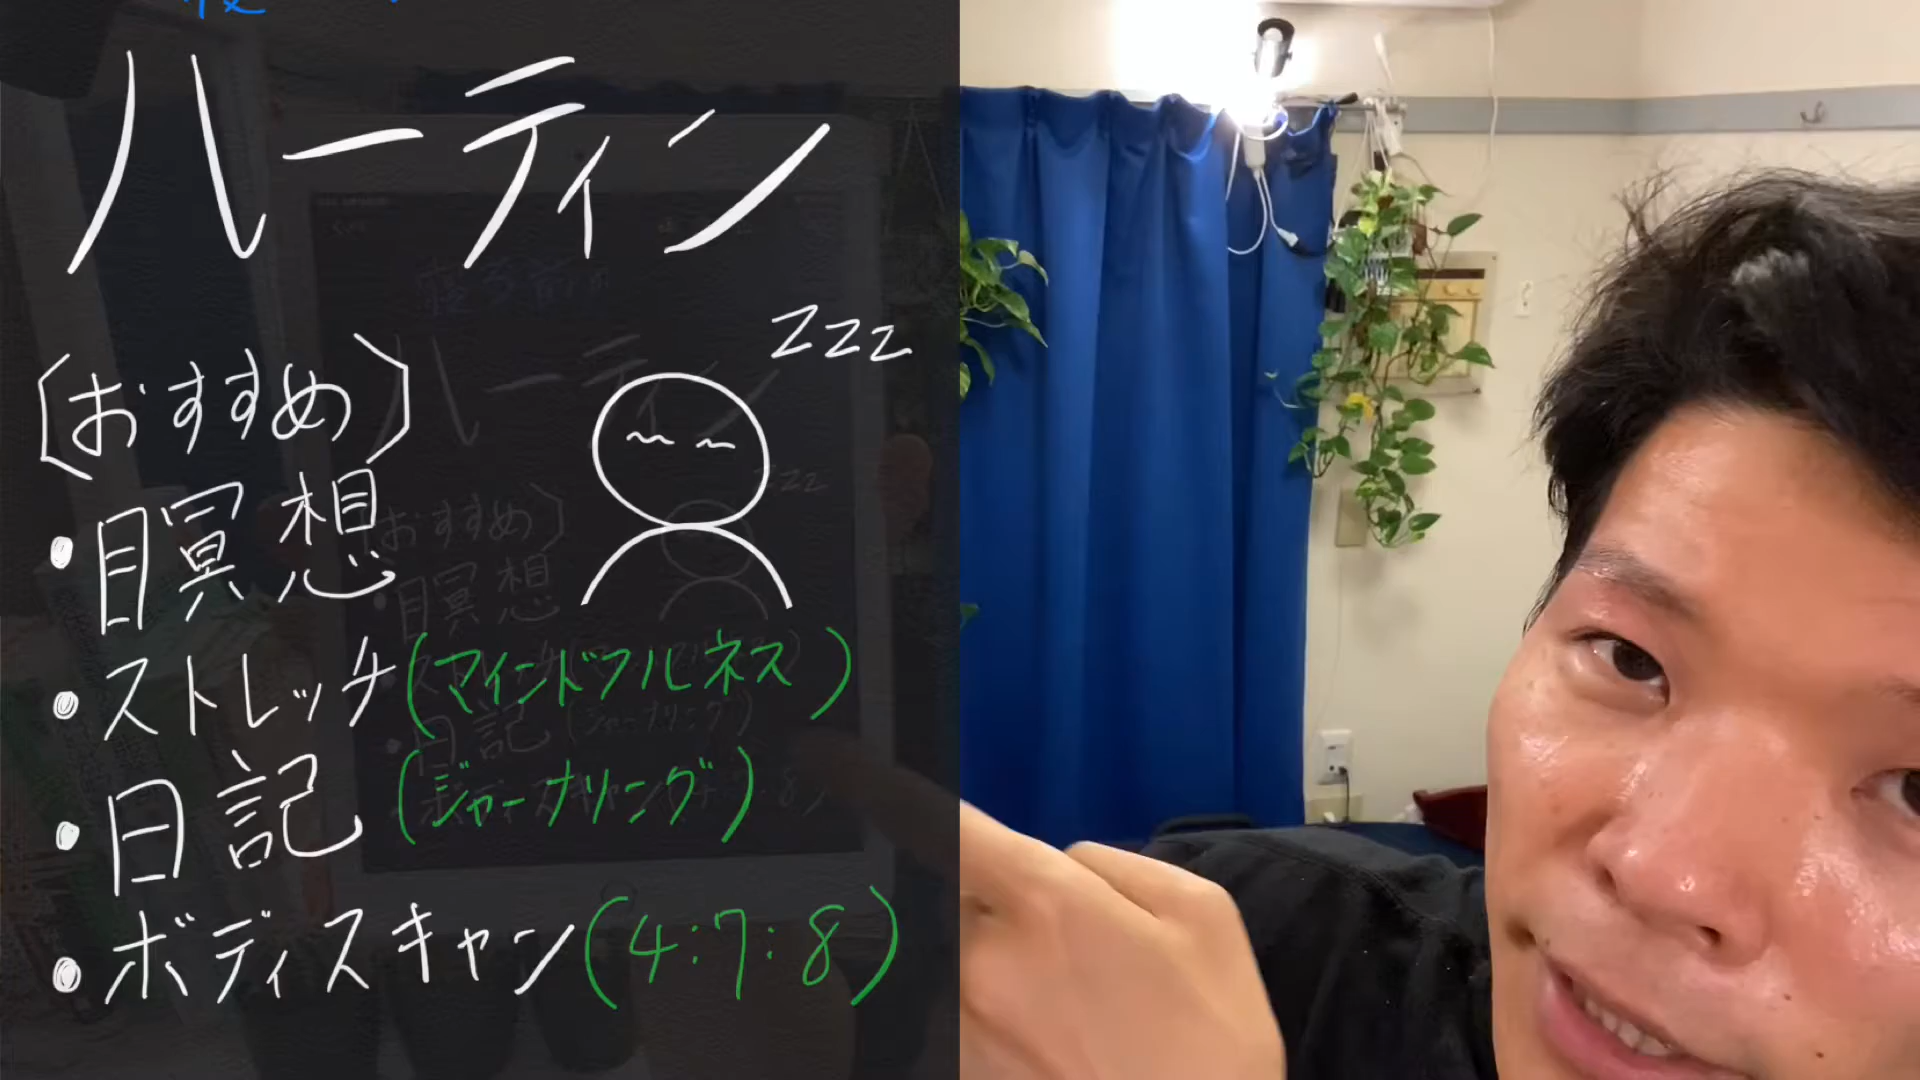 ルーティン
zzz
〔おすすめ〕
・瞑想
・ストレッチ(マインドフルネス)
・日記(ジャーナリング)
・ボディスキャン(4:7:8)